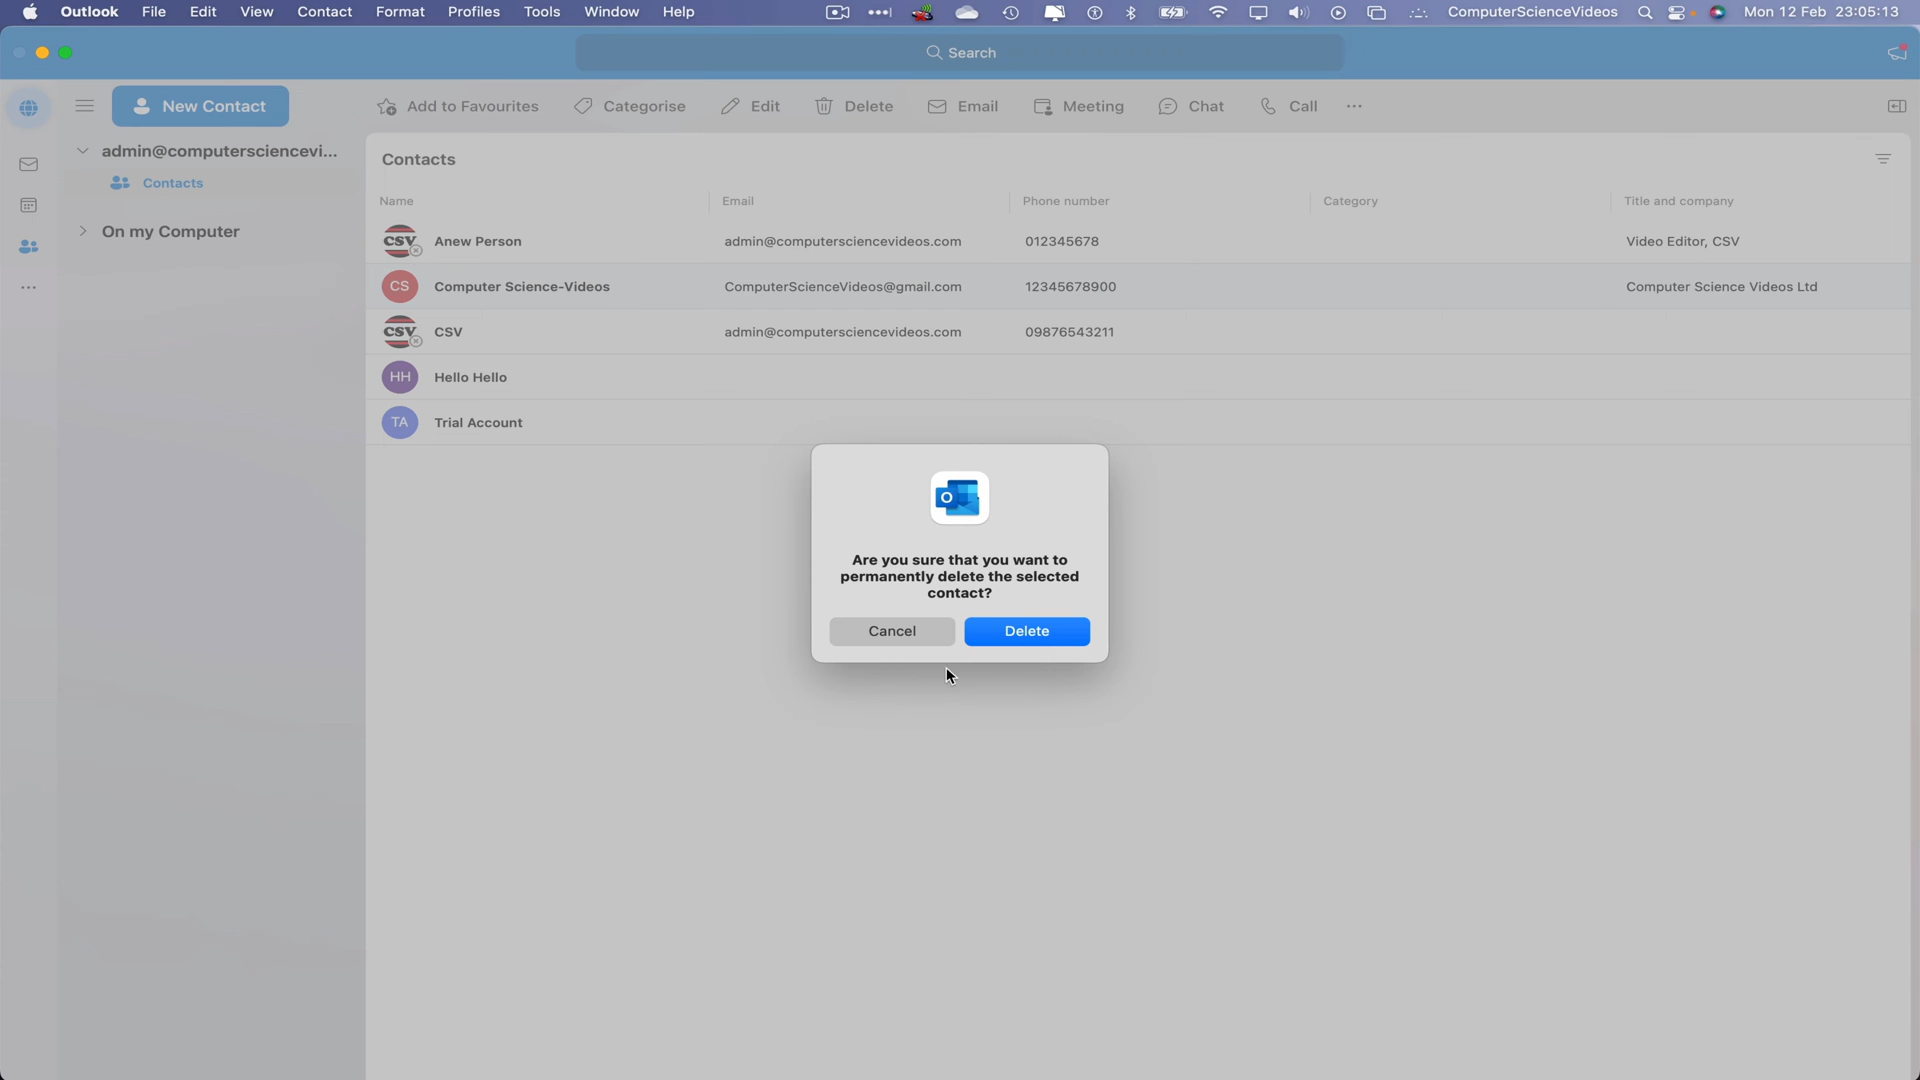 Outlook File Edit View Contact Format Profiles Tools Window Help ComputerScienceVideos Mon 12 Feb 23:05:13
Search
New Contact Add to Favourites Categorise Edit Delete Email Meeting Chat Call
admin@computersciencevi...
Contacts
On my Computer
Contacts
Name Email Phone number Category Title and company
CSV Anew Person admin@computersciencevideos.com 012345678 Video Editor, CSV
CS Computer Science-Videos ComputerScienceVideos@gmail.com 12345678900 Computer Science Videos Ltd
CSV CSV admin@computersciencevideos.com 09876543211
HH Hello Hello
TA Trial Account
O
Are you sure that you want to
permanently delete the selected
contact?
Cancel Delete